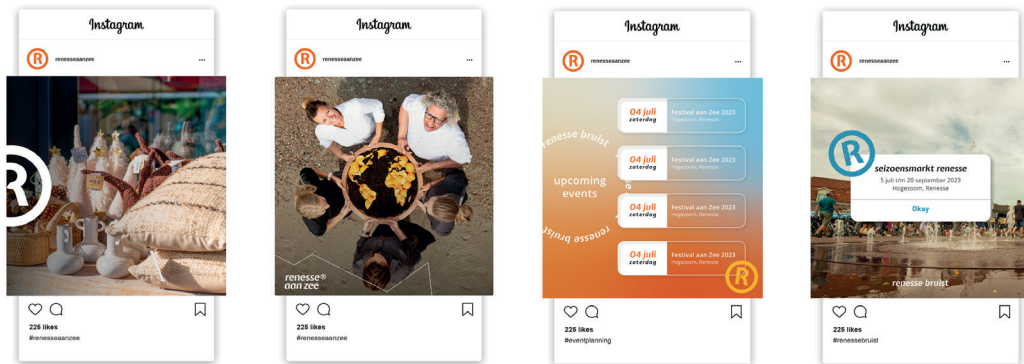 Instagram
R renesseaanzee
R
225 likes
#renesseaanzee
Instagram
R renesseaanzee
renesse®
aan zee
225 likes
#renesseaanzee
Instagram
R renesseaanzee
renesse bruist
upcoming
events
renesse bruist
04 juli
zaterdag
Festival aan Zee 2023
Hogezoom, Renesse
04 juli
zaterdag
Festival aan Zee 2023
Hogezoom, Renesse
04 juli
zaterdag
Festival aan Zee 2023
Hogezoom, Renesse
04 juli
zaterdag
Festival aan Zee 2023
Hogezoom, Renesse
R
225 likes
#eventplanning
Instagram
R renesseaanzee
R
seizoensmarkt renesse
5 juli t/m 20 september 2023
Hogezoom, Renesse
Okay
renesse bruist
225 likes
#renessebruist